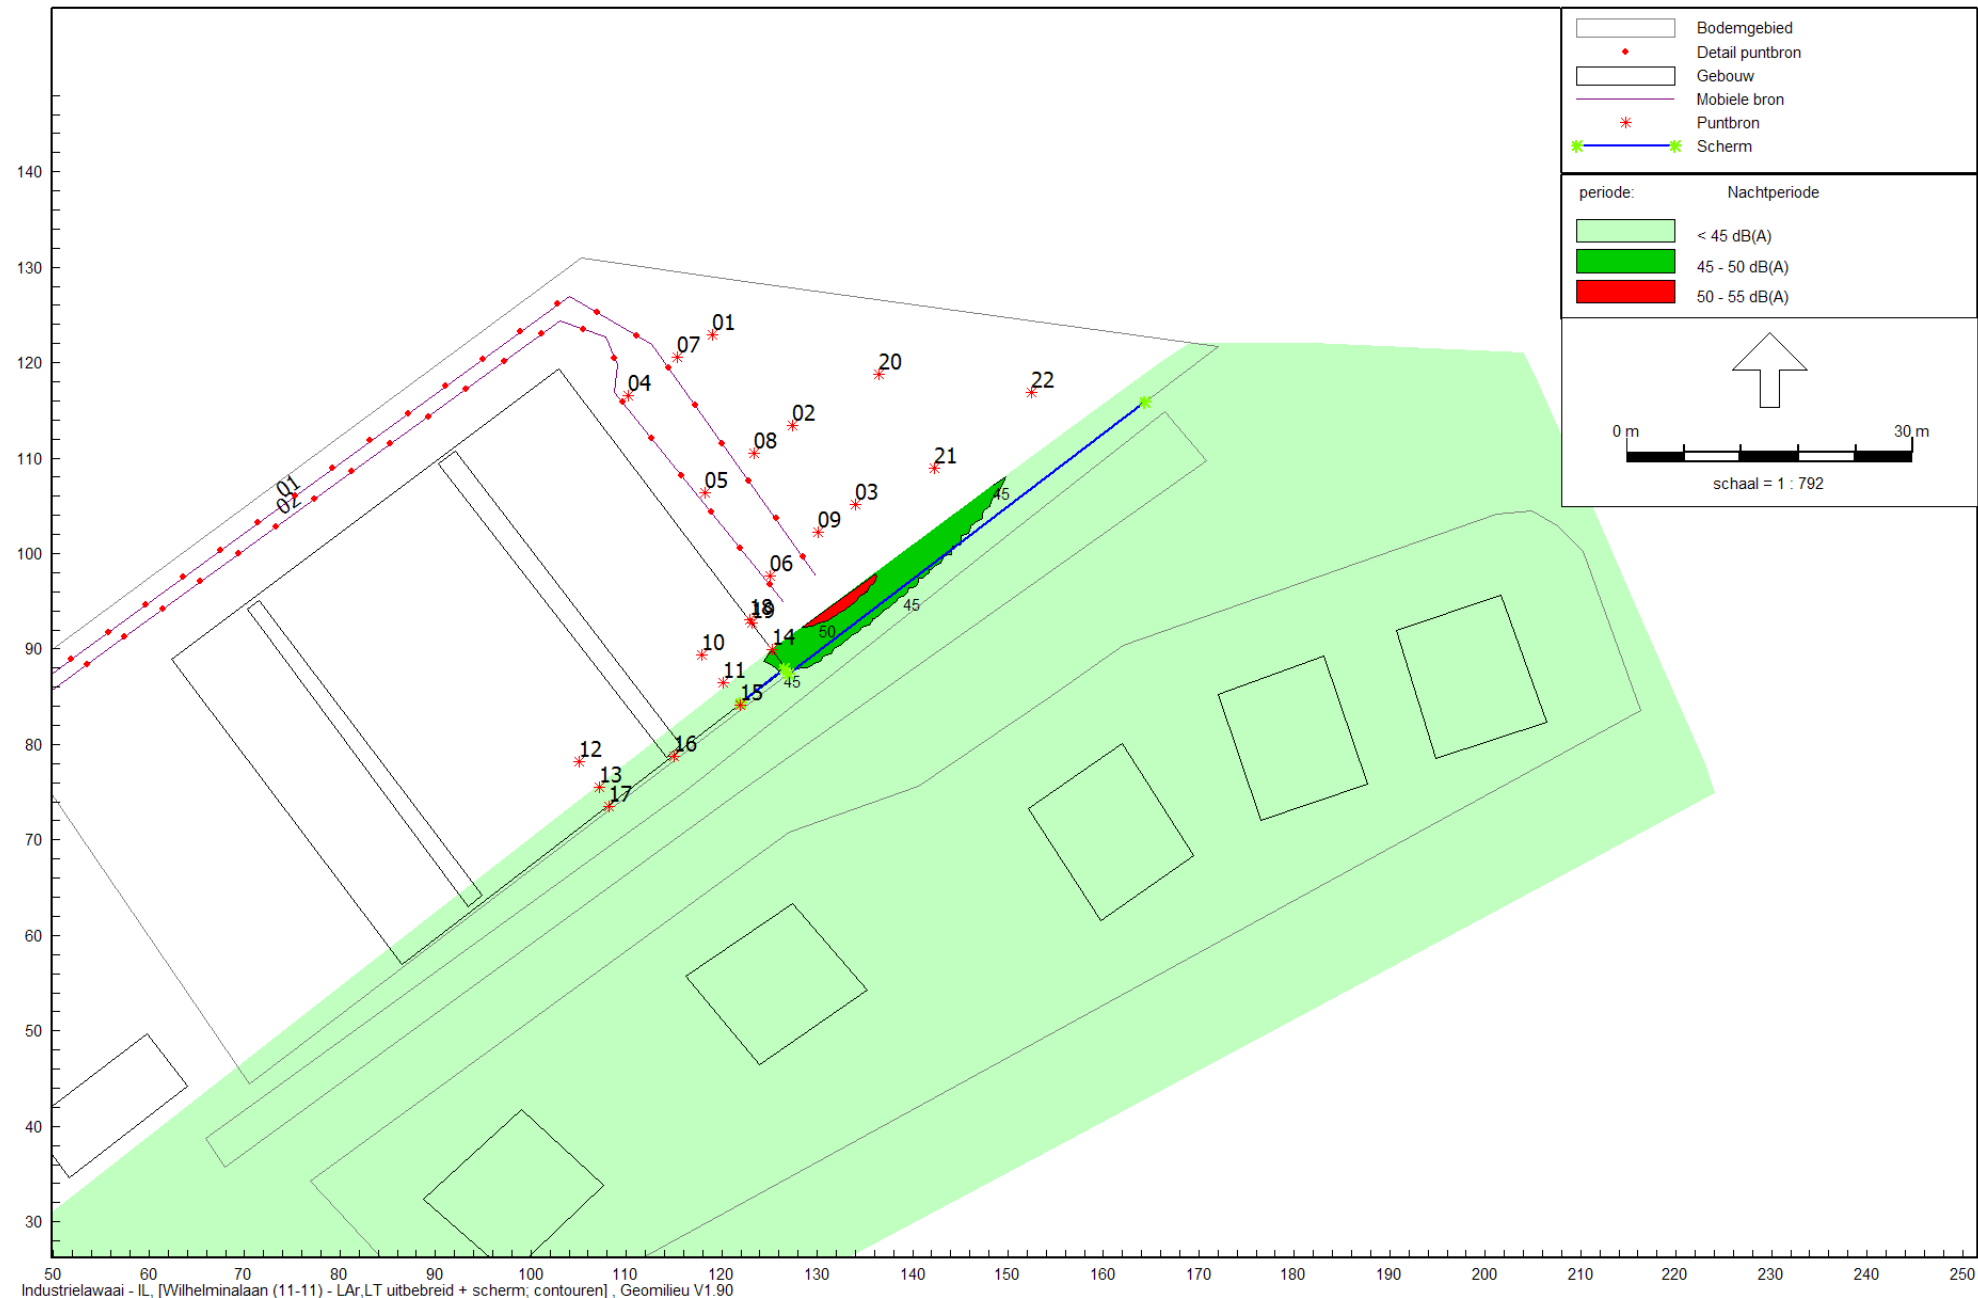 Bodemgebied
Detail puntbron
Gebouw
Mobiele bron
Puntbron
Scherm
periode: Nachtperiode
< 45 dB(A)
45 - 50 dB(A)
50 - 55 dB(A)
0 m 30 m
schaal = 1 : 792
140
130
120
110
100
90
80
70
60
50
40
30
01
07
20
22
04
02
08
21
05
03
09
06
01
02
18
19
14
10
11
15
16
12
13
17
45
45
50
45
50 60 70 80 90 100 110 120 130 140 150 160 170 180 190 200 210 220 230 240 250
Industrielawaai - IL, [Wilhelminalaan (11-11) - LAr,LT uitbebreid + scherm; contouren] , Geomilieu V1.90